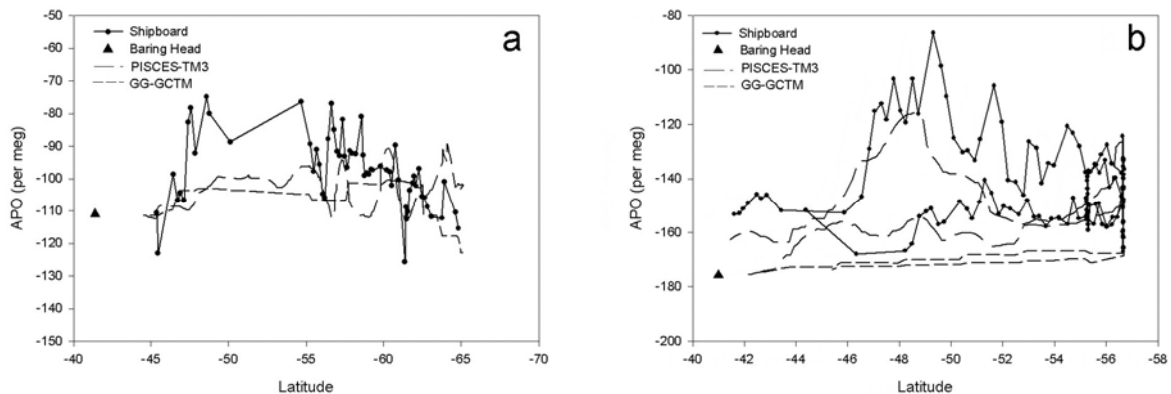 a
Shipboard
Baring Head
PISCES-TM3
GG-GCTM
-50
-60
-70
-80
-90
-100
-110
-120
-130
-140
-150
APO (per meg)
-40 -45 -50 -55 -60 -65 -70
Latitude
b
Shipboard
Baring Head
PISCES-TM3
GG-GCTM
-80
-100
-120
-140
-160
-180
-200
APO (per meg)
-40 -42 -44 -46 -48 -50 -52 -54 -56 -58
Latitude